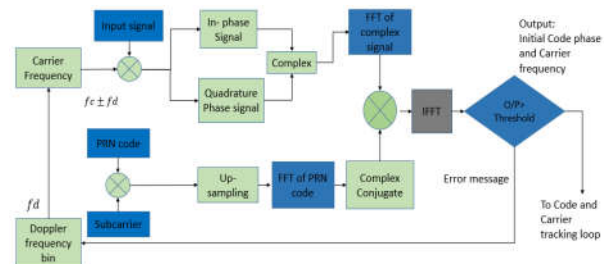 Input signal
In- phase
Signal
FFT of
complex
signal
Output:
Initial Code phase
and Carrier
frequency
Carrier
Frequency
Complex
fc ± fd
Quadrature
Phase signal
IFFT
O/P>
Threshold
PRN code
Up-
sampling
FFT of PRN
code
Complex
Conjugate
Error message
fd
Subcarrier
To Code and
Carrier
tracking loop
Doppler
frequency
bin